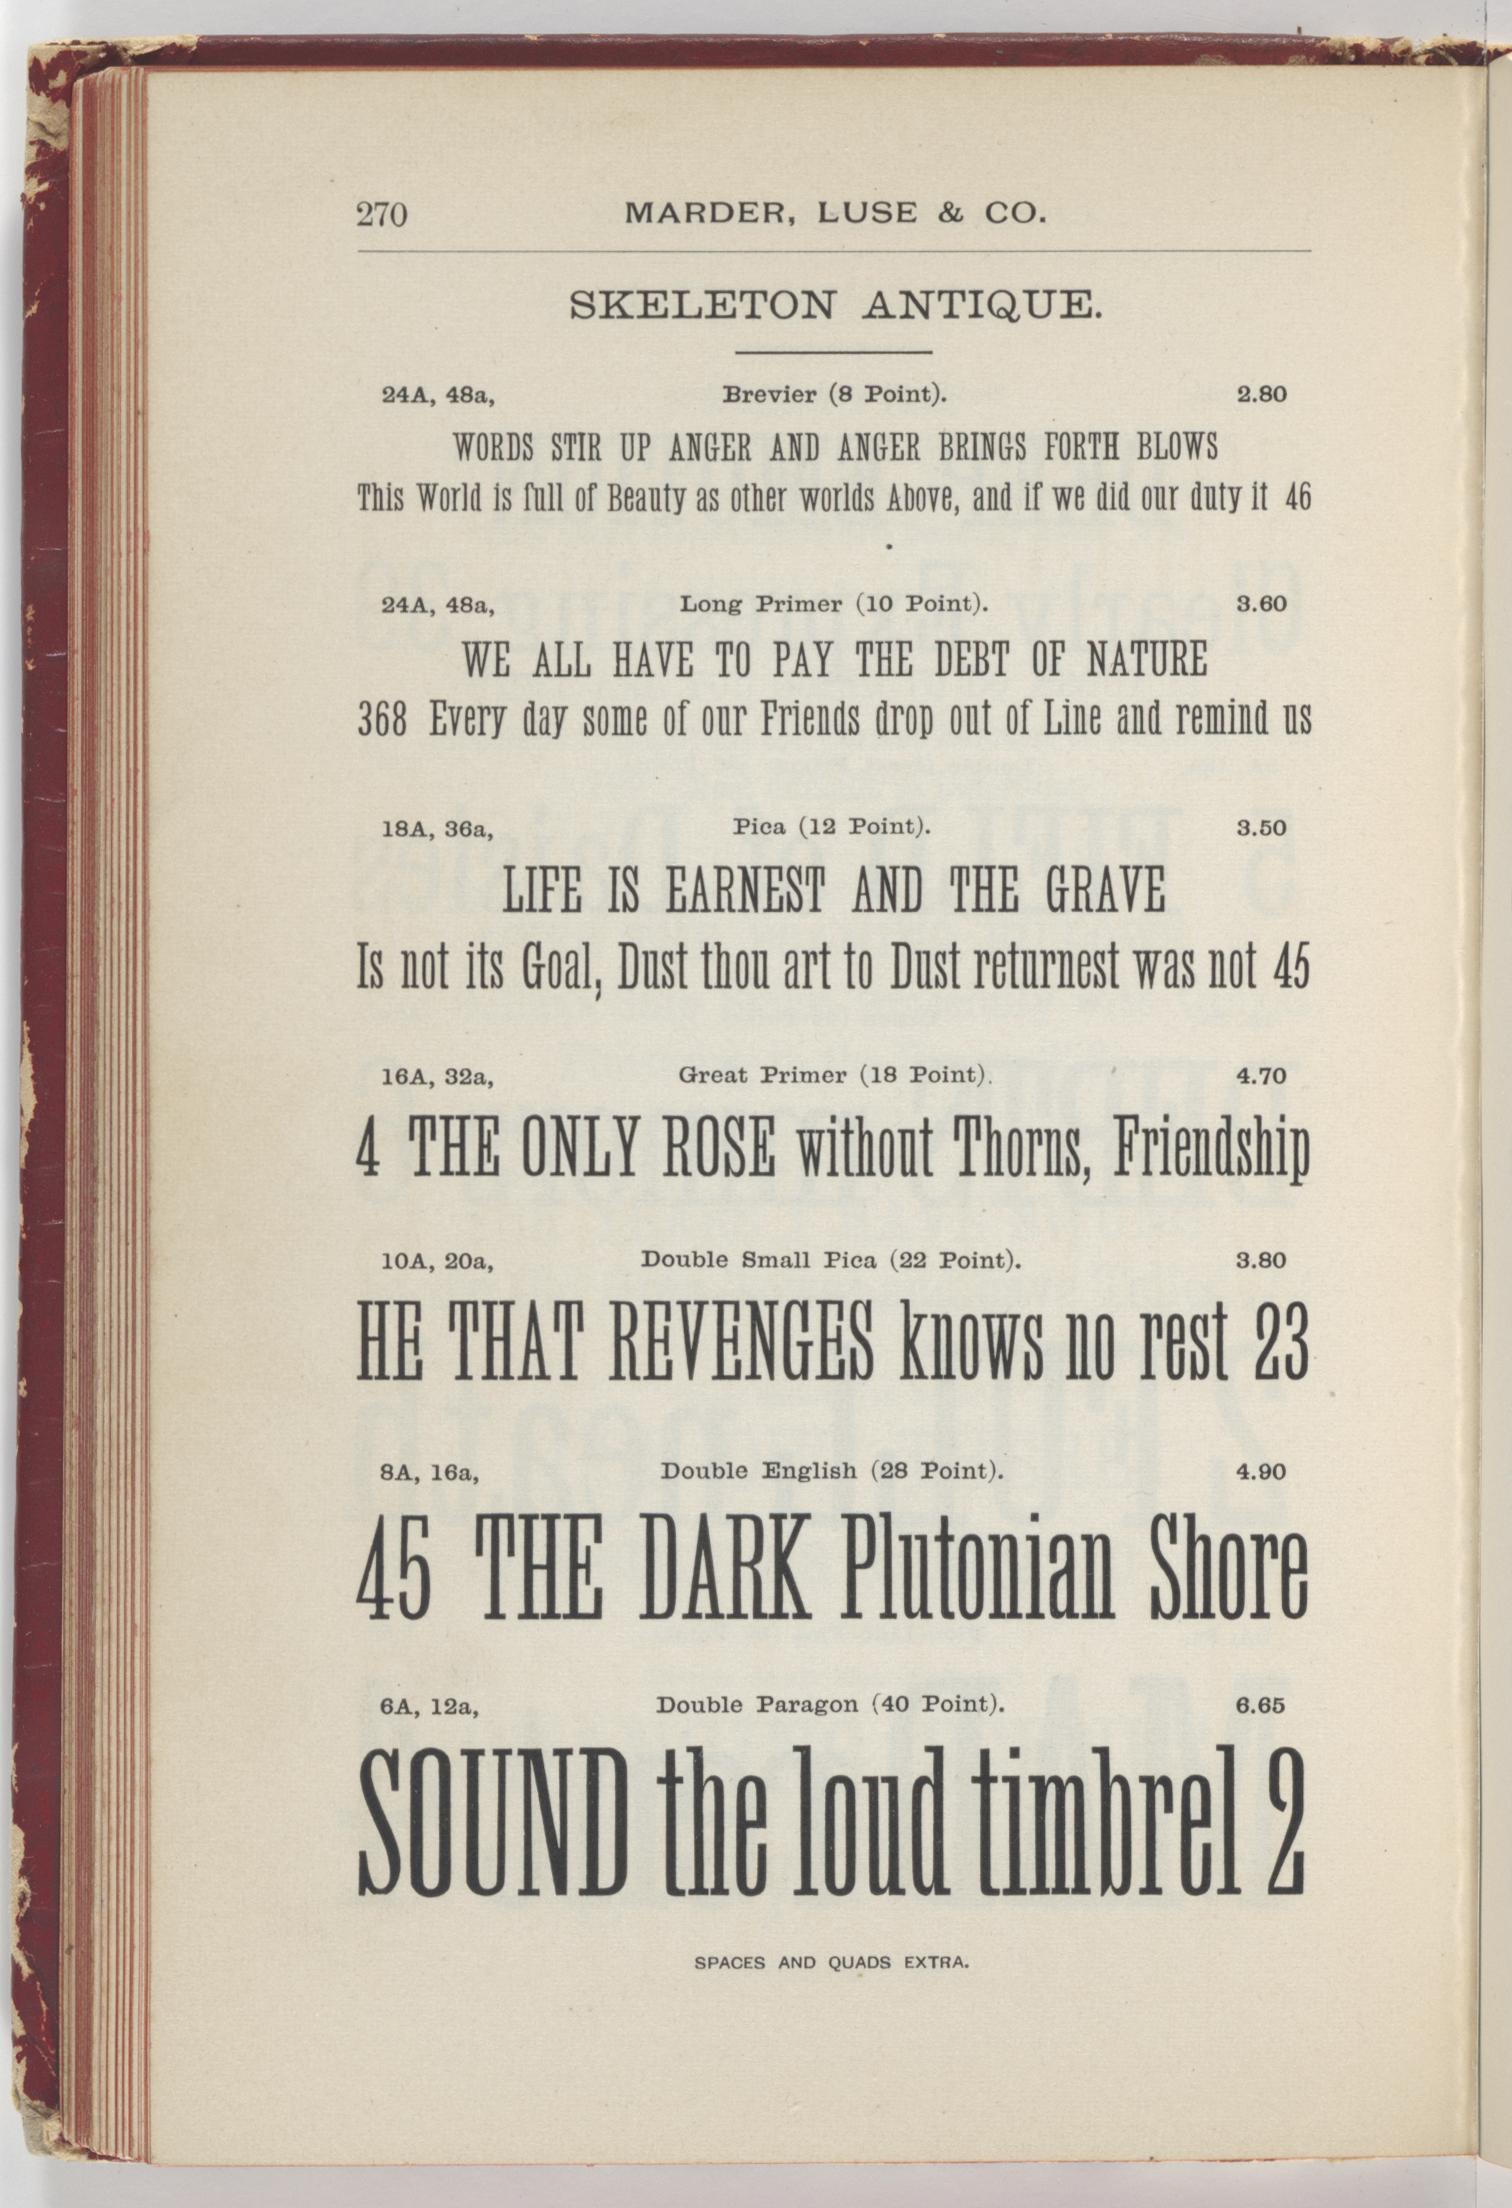 270 MARDER, LUSE & CO.
SKELETON ANTIQUE.
24A, 48a, Brevier (8 Point). 2.80
WORDS STIR UP ANGER AND ANGER BRINGS FORTH BLOWS
This World is full of Beauty as other worlds Above, and if we did our duty it 46
24A, 48a, Long Primer (10 Point). 3.60
WE ALL HAVE TO PAY THE DEBT OF NATURE
368 Every day some of our Friends drop out of Line and remind us
18A, 36a, Pica (12 Point). 3.50
LIFE IS EARNEST AND THE GRAVE
Is not its Goal, Dust thou art to Dust returnest was not 45
16A, 32a, Great Primer (18 Point). 4.70
4 THE ONLY ROSE without Thorns, Friendship
10A, 20a, Double Small Pica (22 Point). 3.80
HE THAT REVENGES knows no rest 23
8A, 16a, Double English (28 Point). 4.90
45 THE DARK Plutonian Shore
6A, 12a, Double Paragon (40 Point). 6.65
SOUND the loud timbrel 2
SPACES AND QUADS EXTRA.